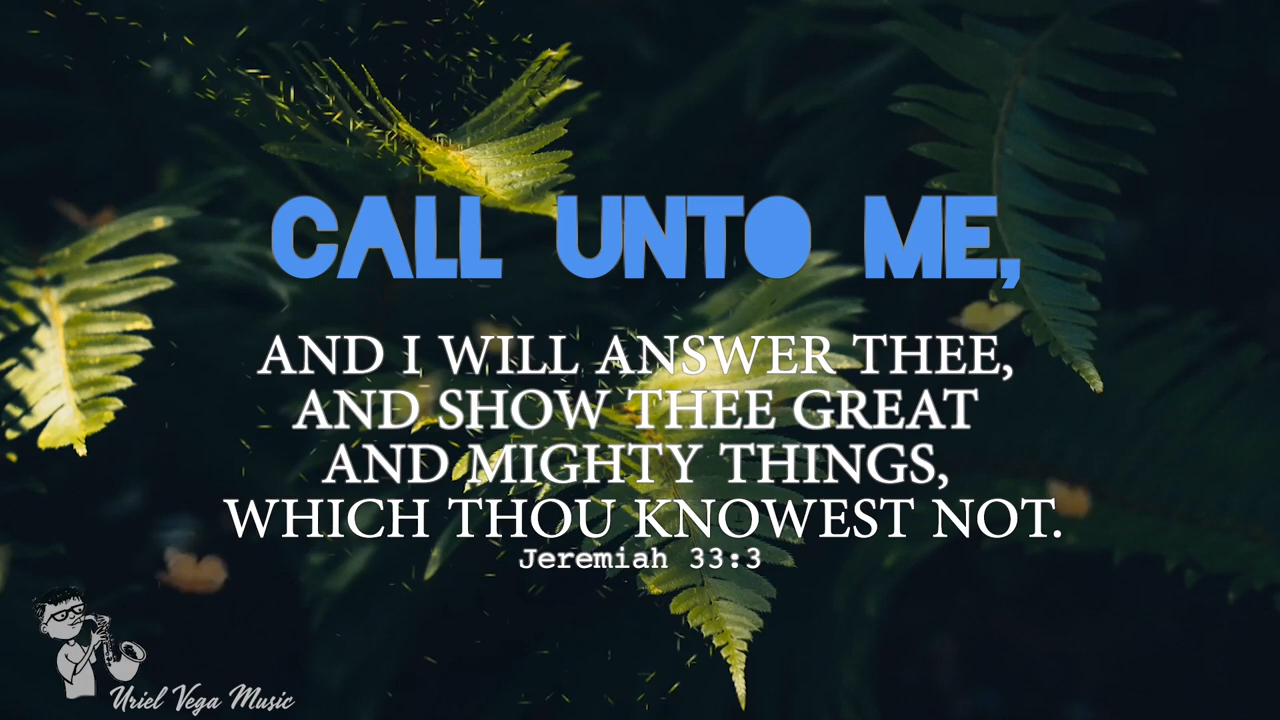 CALL UNTO ME,
AND I WILL ANSWER THEE,
AND SHOW THEE GREAT
AND MIGHTY THINGS,
WHICH THOU KNOWEST NOT.
Jeremiah 33:3
Uriel Vega Music